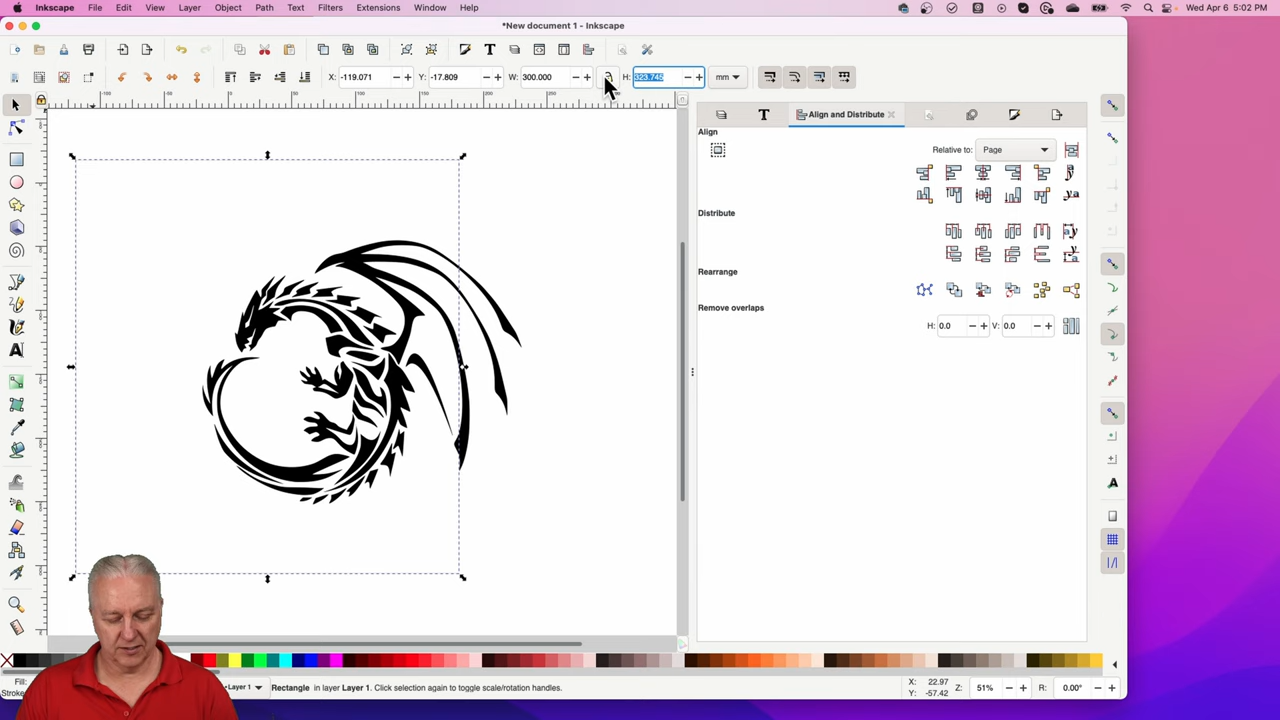 Inkscape File Edit View Layer Object Path Text Filters Extensions Window Help Wed Apr 6 5:02 PM
*New document 1 - Inkscape
X: -119.071 Y: -17.809 W: 300.000 H: 323.745 mm
Align and Distribute
Align
Relative to: Page
Distribute
Rearrange
Remove overlaps
H: 0.0 V: 0.0
Fill:
Stroke
Layer 1 Rectangle in layer Layer 1. Click selection again to toggle scale/rotation handles. X: 22.97 Z: 51% R: 0.00°
Y: -57.42